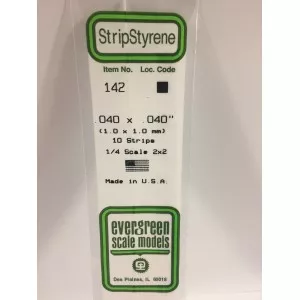 StripStyrene
Item No. Loc. Code
142
.040 x .040"
(1.0 x 1.0 mm)
10 Strips
1/4 Scale 2x2
Made in U.S.A.
evergreen
scale models
Des Plaines, IL 60018